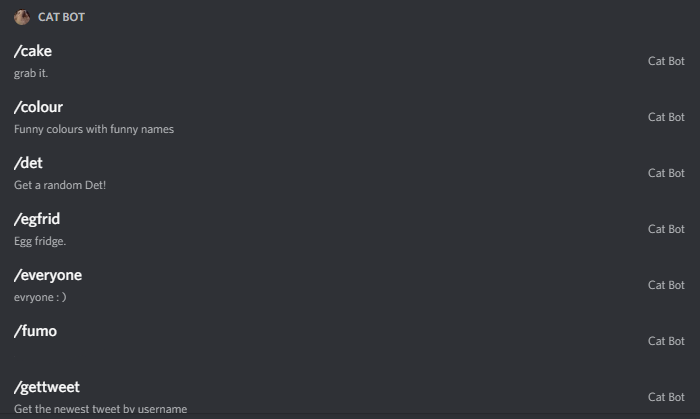 CAT BOT
/cake
grab it.
Cat Bot
/colour
Funny colours with funny names
Cat Bot
/det
Get a random Det!
Cat Bot
/egfrid
Egg fridge.
Cat Bot
/everyone
evryone : )
Cat Bot
/fumo
Cat Bot
/gettweet
Get the newest tweet by username
Cat Bot